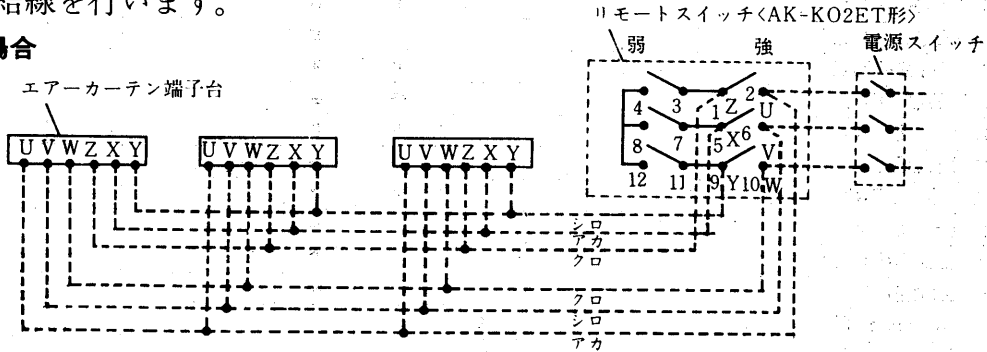 結線を行います。
場合
リモートスイッチ〈AK-KO2ET形〉
弱 強 電源スイッチ
エアーカーテン端子台
4 3 1 Z 2 U
8 7 5 X 6 V
12 11 9 Y 10 W
U V W Z X Y
U V W Z X Y
U V W Z X Y
シロ
アカ
クロ
クロ
シロ
アカ